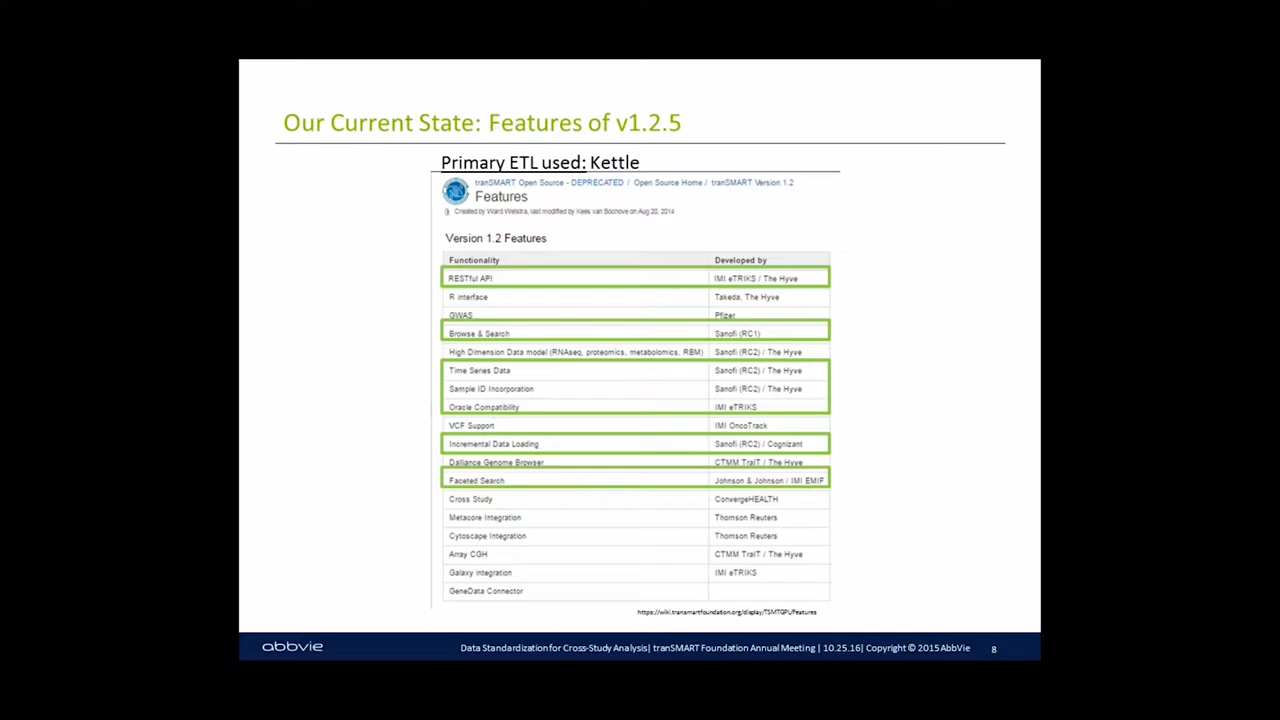 Our Current State: Features of v1.2.5
Primary ETL used: Kettle
tranSMART Open Source - DEPRECATED / Open Source Home / tranSMART Version 1.2
Features
Created by Ward Weistra, last modified by Kees van Bochove on Aug 20, 2014
Version 1.2 Features
Functionality Developed by
RESTful API IMI eTRIKS / The Hyve
R interface Takeda, The Hyve
GWAS Pfizer
Browse & Search Sanofi (RC1)
High Dimension Data model (RNAseq, proteomics, metabolomics, RBM) Sanofi (RC2) / The Hyve
Time Series Data Sanofi (RC2) / The Hyve
Sample ID Incorporation Sanofi (RC2) / The Hyve
Oracle Compatibility IMI eTRIKS
VCF Support IMI OncoTrack
Incremental Data Loading Sanofi (RC2) / Cognizant
Dalliance Genome Browser CTMM TraIT / The Hyve
Faceted Search Johnson & Johnson / IMI EMIF
Cross Study ConvergeHEALTH
Metacore Integration Thomson Reuters
Cytoscape Integration Thomson Reuters
Array CGH CTMM TraIT / The Hyve
Galaxy integration IMI eTRIKS
GeneData Connector
https://wiki.transmartfoundation.org/display/TSMTGPL/Features
abbvie Data Standardization for Cross-Study Analysis| tranSMART Foundation Annual Meeting | 10.25.16| Copyright © 2015 AbbVie 8